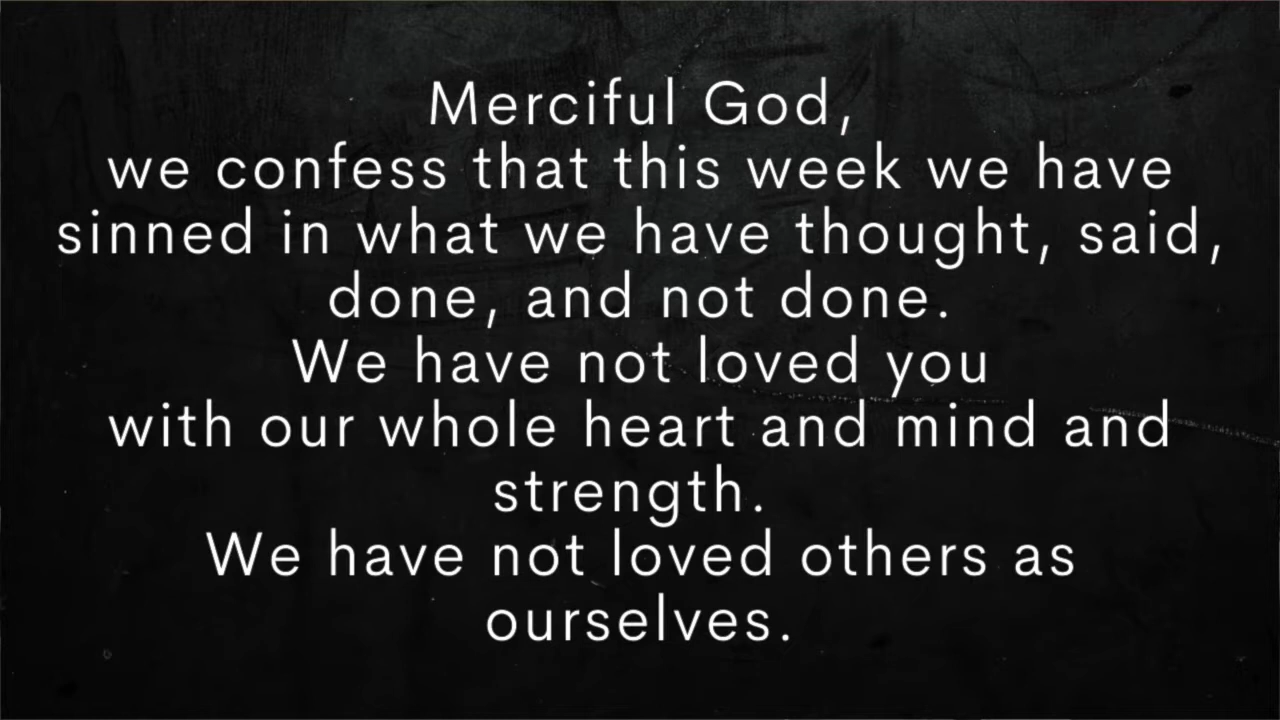 Merciful God,
we confess that this week we have
sinned in what we have thought, said,
done, and not done.
We have not loved you
with our whole heart and mind and
strength.
We have not loved others as
ourselves.